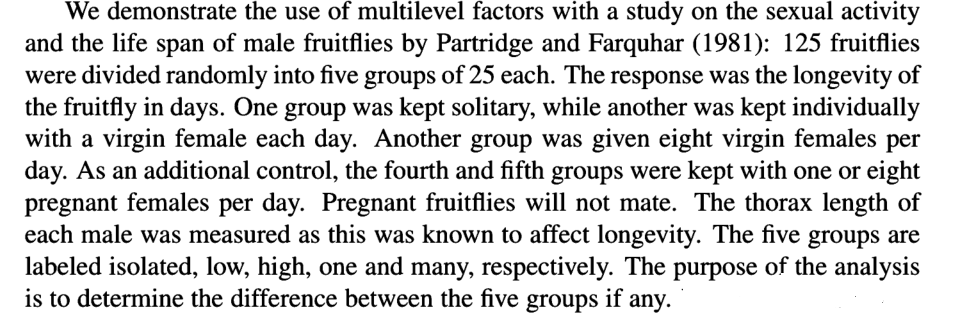 We demonstrate the use of multilevel factors with a study on the sexual activity
and the life span of male fruitflies by Partridge and Farquhar (1981): 125 fruitflies
were divided randomly into five groups of 25 each. The response was the longevity of
the fruitfly in days. One group was kept solitary, while another was kept individually
with a virgin female each day. Another group was given eight virgin females per
day. As an additional control, the fourth and fifth groups were kept with one or eight
pregnant females per day. Pregnant fruitflies will not mate. The thorax length of
each male was measured as this was known to affect longevity. The five groups are
labeled isolated, low, high, one and many, respectively. The purpose of the analysis
is to determine the difference between the five groups if any.